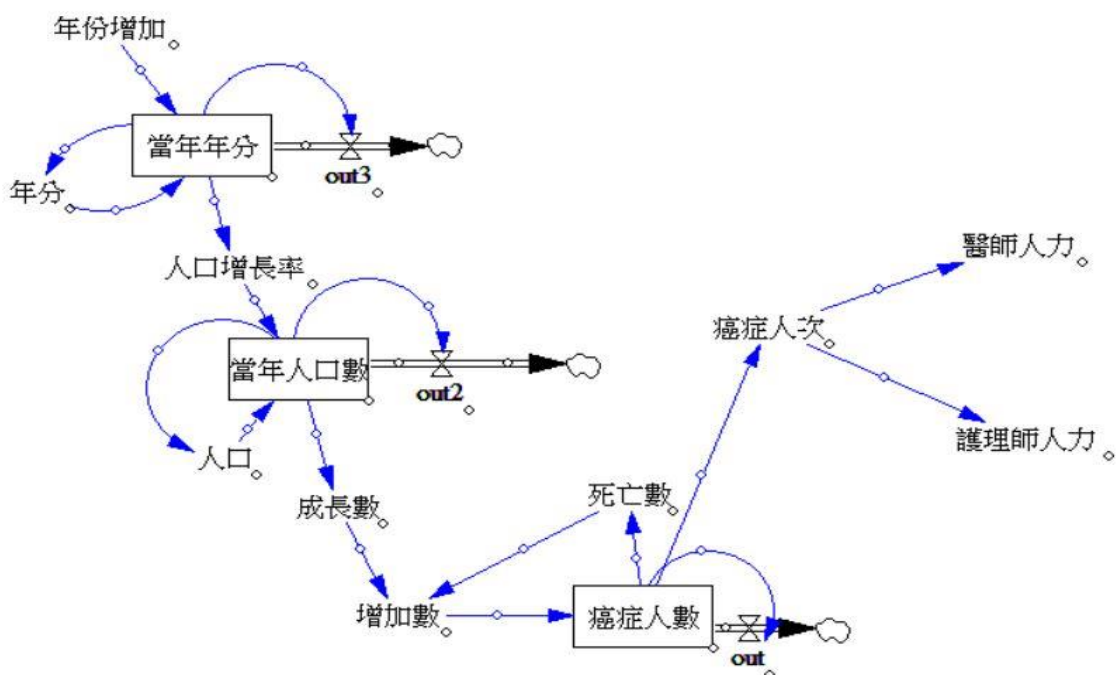 年份增加
當年年分
out3
年分
人口增長率
醫師人力
癌症人次
當年人口數
out2
護理師人力
人口
死亡數
成長數
增加數
癌症人數
out